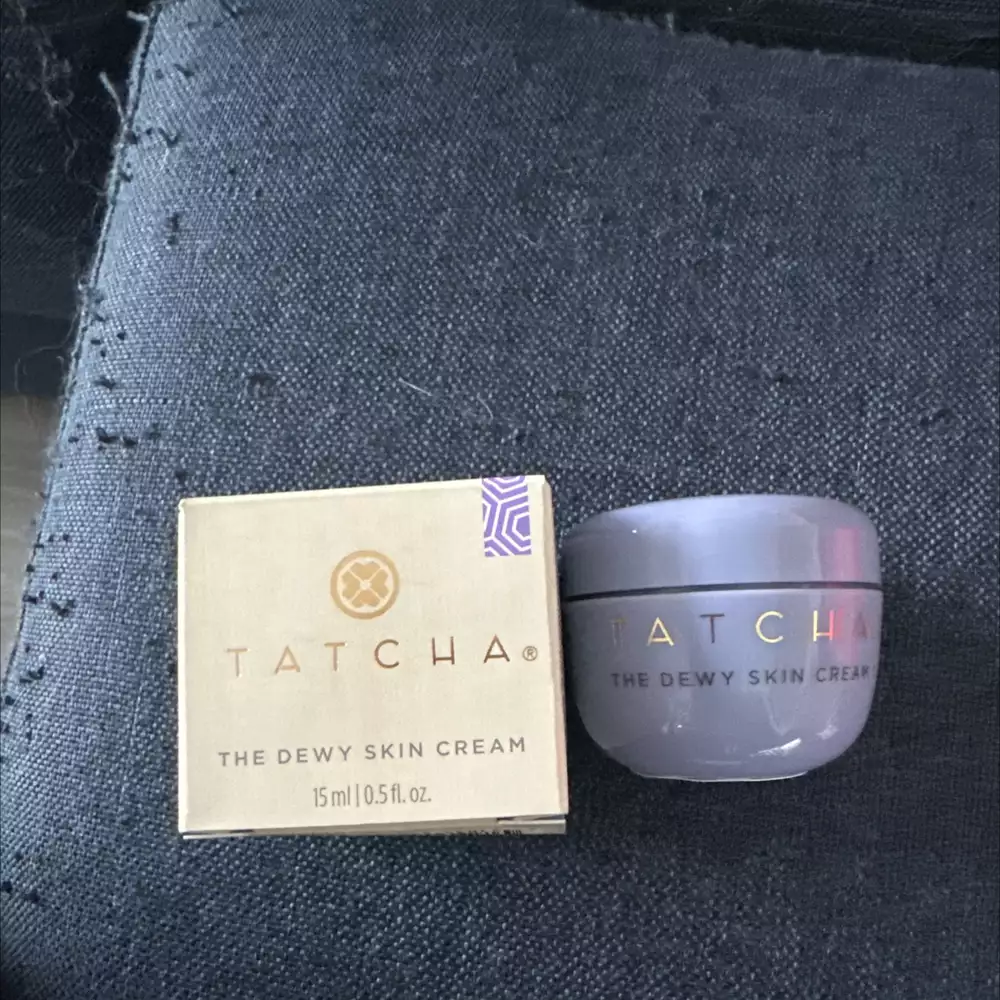 TATCHA®
THE DEWY SKIN CREAM
15 ml | 0.5 fl. oz.
TATCHA
THE DEWY SKIN CREAM